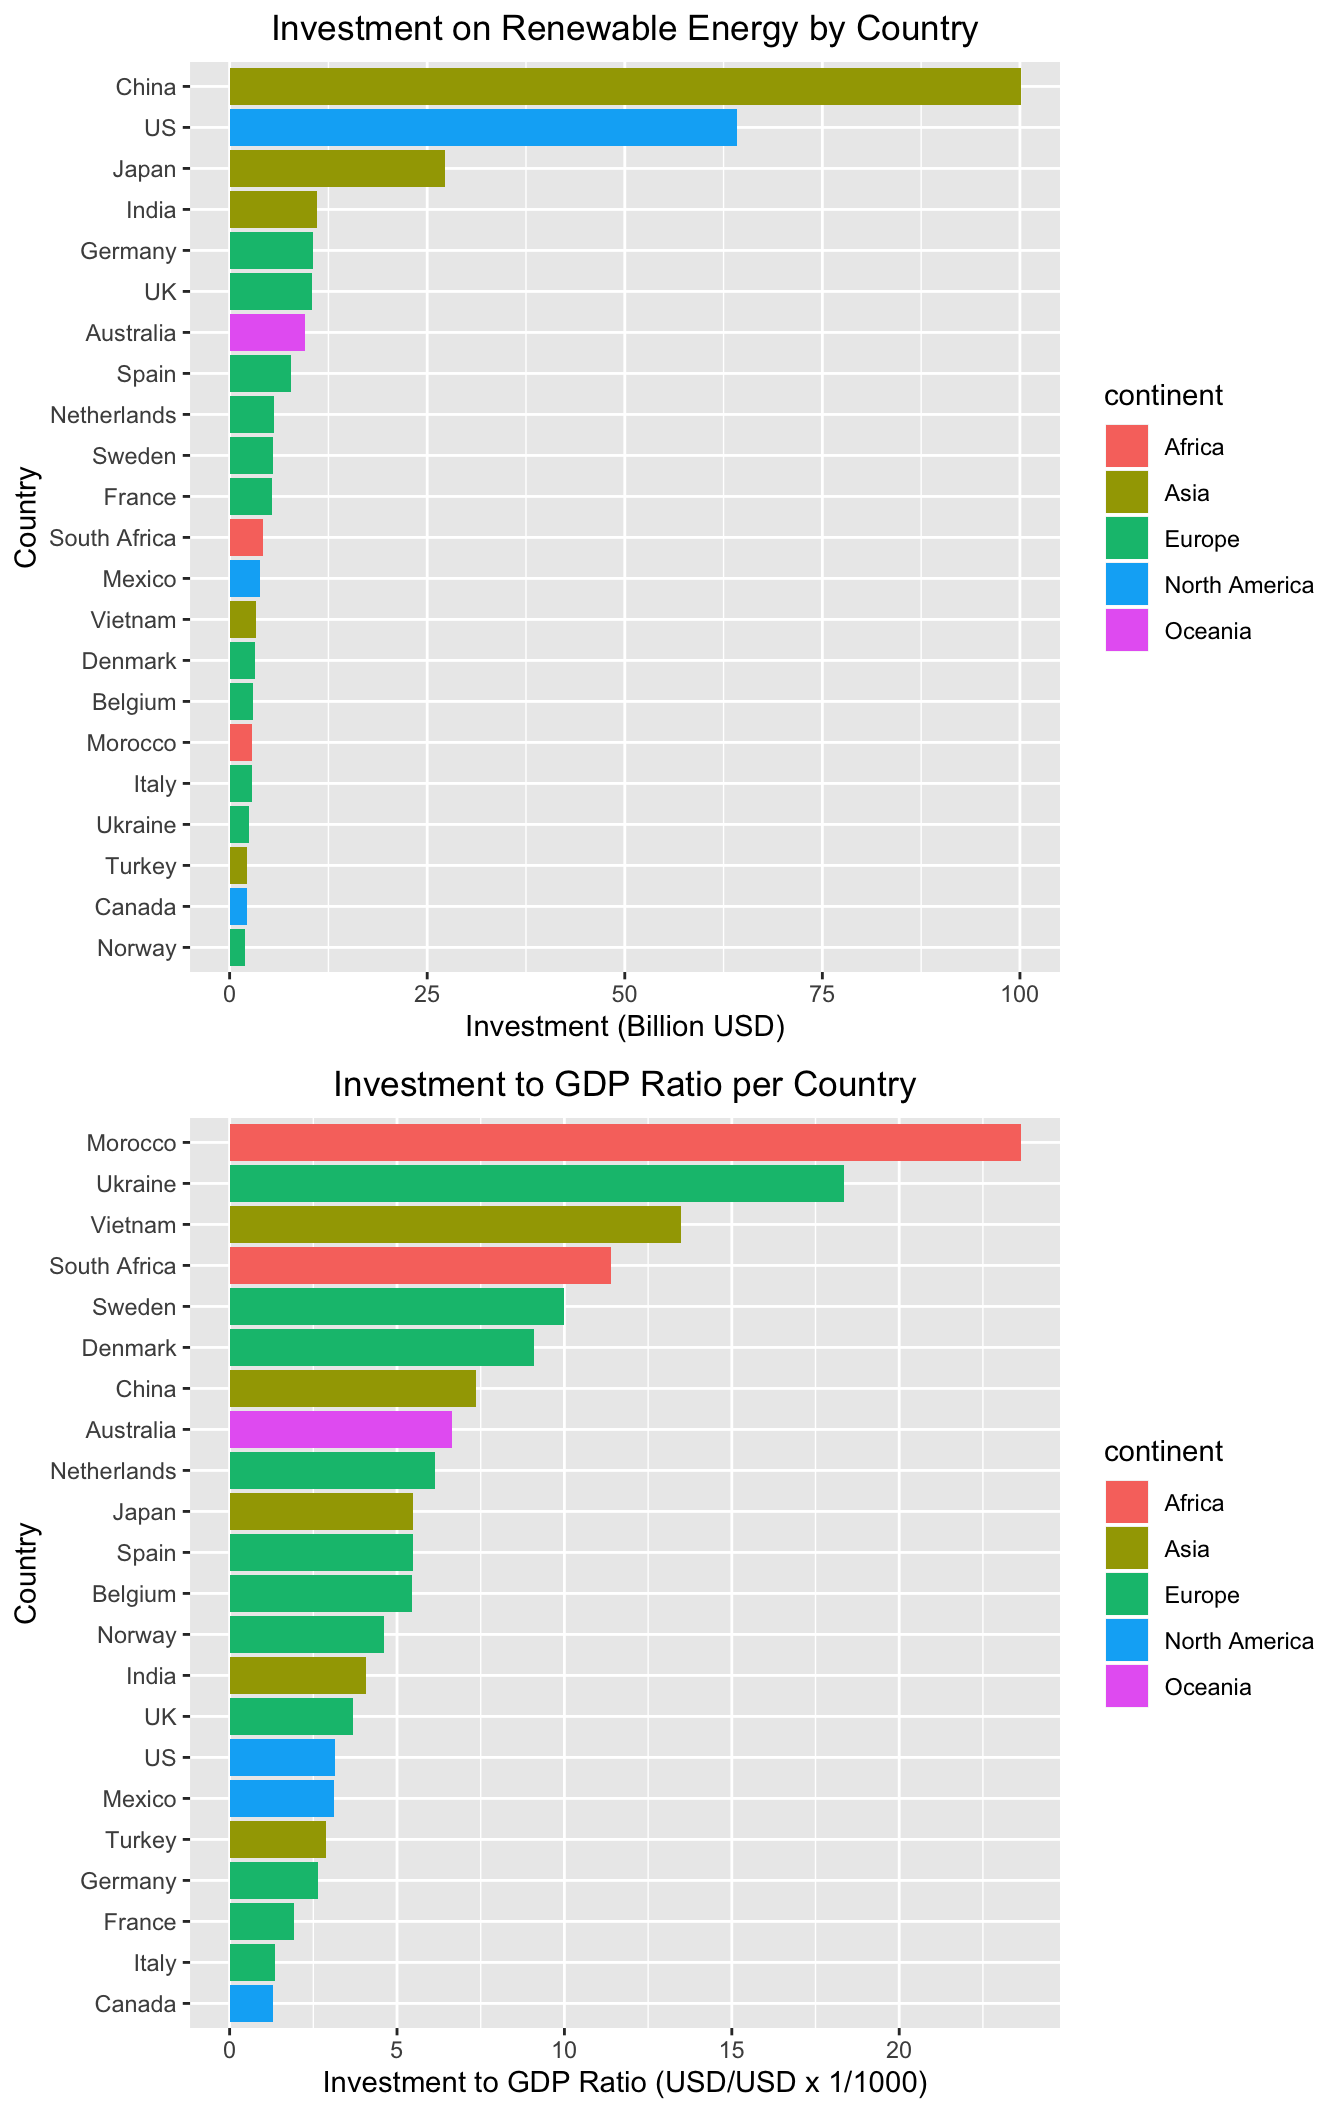 Investment on Renewable Energy by Country
China
US
Japan
India
Germany
UK
Australia
Spain
Netherlands
Sweden
France
South Africa
Mexico
Vietnam
Denmark
Belgium
Morocco
Italy
Ukraine
Turkey
Canada
Norway
Country
0 25 50 75 100
Investment (Billion USD)
continent
Africa
Asia
Europe
North America
Oceania
Investment to GDP Ratio per Country
Morocco
Ukraine
Vietnam
South Africa
Sweden
Denmark
China
Australia
Netherlands
Japan
Spain
Belgium
Norway
India
UK
US
Mexico
Turkey
Germany
France
Italy
Canada
Country
0 5 10 15 20
Investment to GDP Ratio (USD/USD x 1/1000)
continent
Africa
Asia
Europe
North America
Oceania